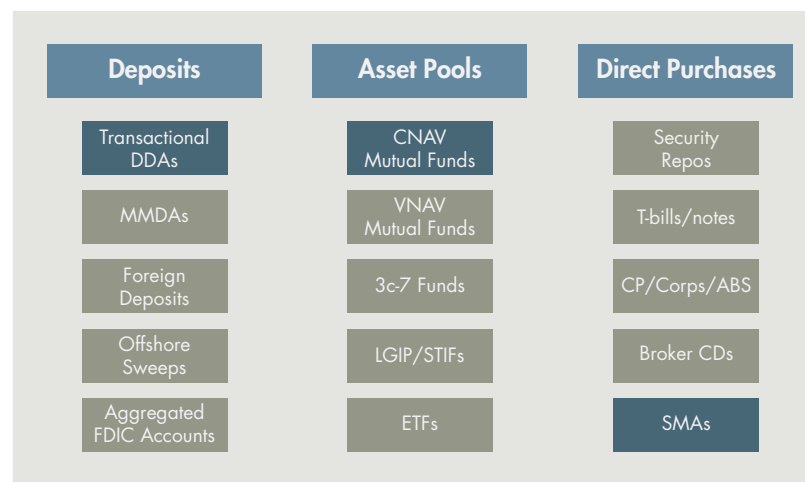 Deposits
Transactional
DDAs
MMDAs
Foreign
Deposits
Offshore
Sweeps
Aggregated
FDIC Accounts
Asset Pools
CNAV
Mutual Funds
VNAV
Mutual Funds
3c-7 Funds
LGIP/STIFs
ETFs
Direct Purchases
Security
Repos
T-bills/notes
CP/Corps/ABS
Broker CDs
SMAs